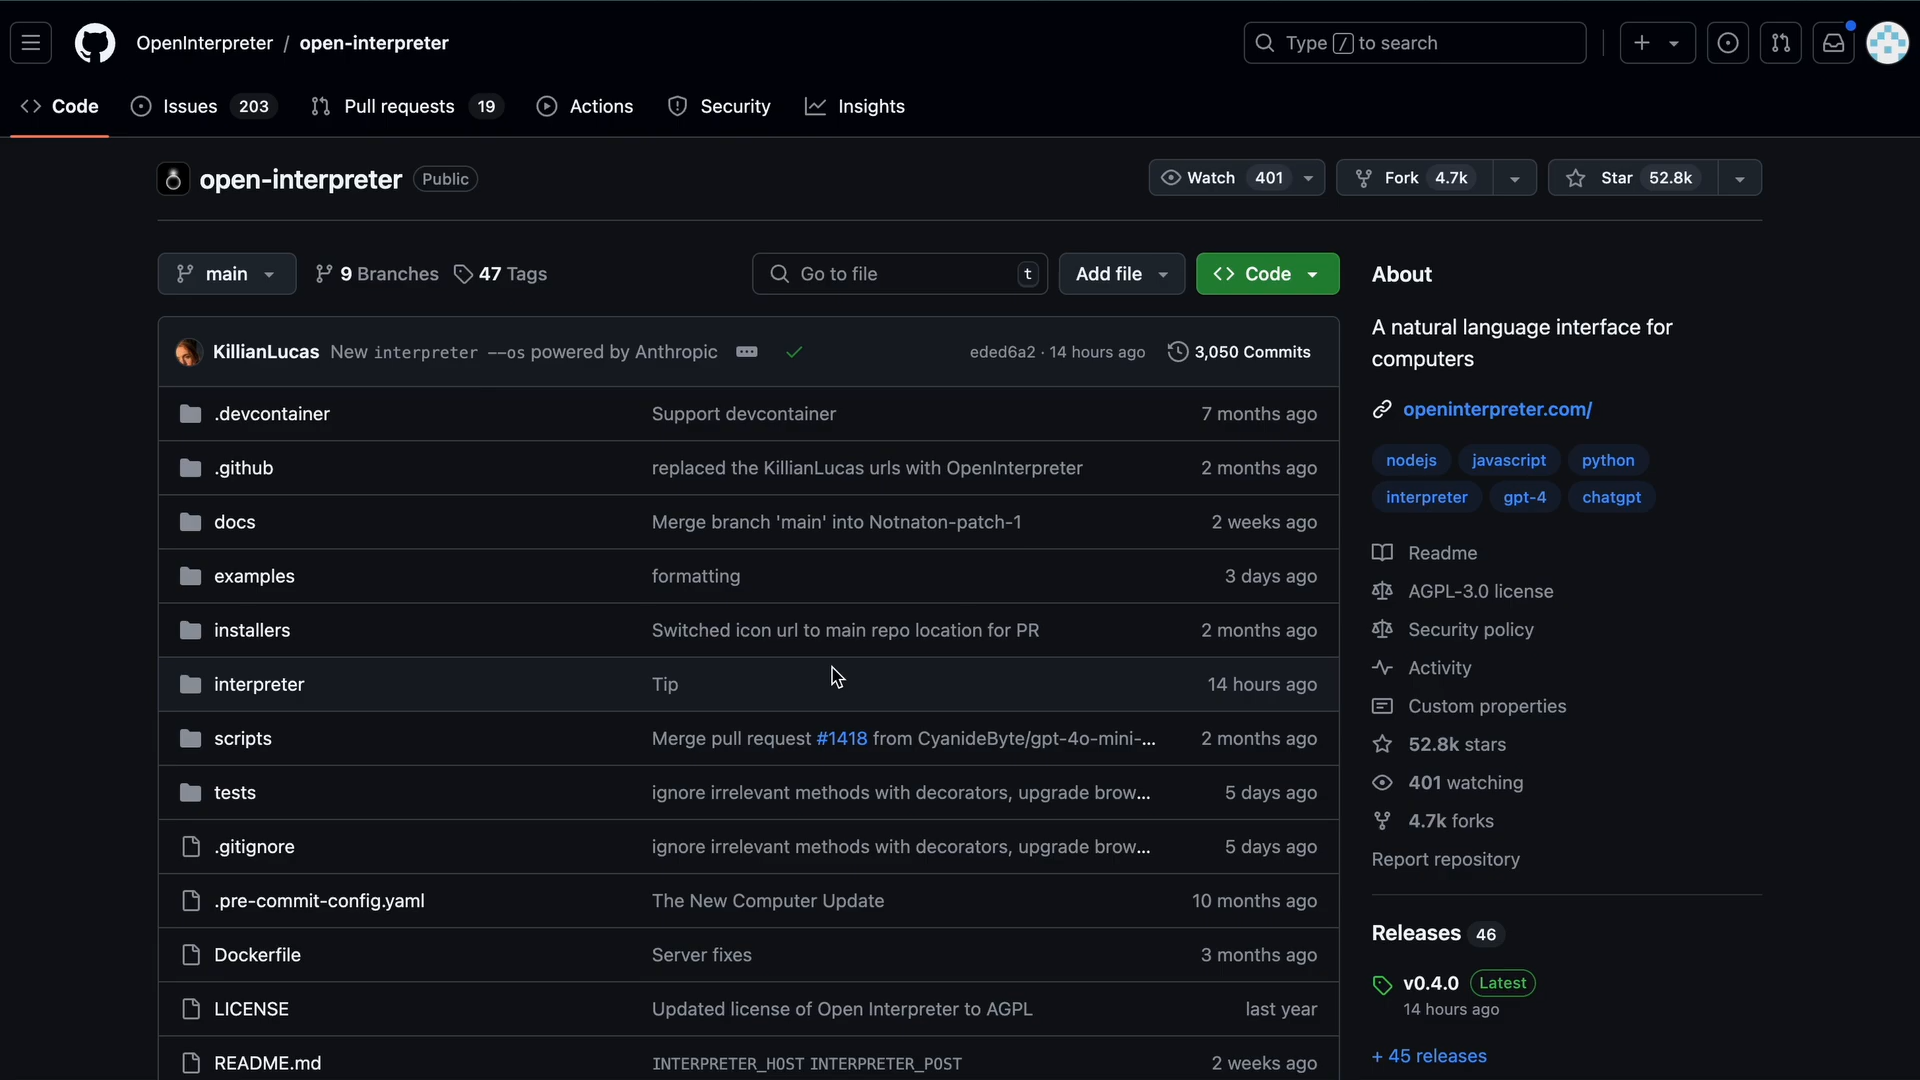 OpenInterpreter / open-interpreter
Type / to search
Code
Issues 203
Pull requests 19
Actions
Security
Insights
open-interpreter Public
Watch 401
Fork 4.7k
Star 52.8k
main
9 Branches
47 Tags
Go to file t
Add file
Code
KillianLucas New interpreter --os powered by Anthropic
eded6a2 · 14 hours ago
3,050 Commits
.devcontainer Support devcontainer 7 months ago
.github replaced the KillianLucas urls with OpenInterpreter 2 months ago
docs Merge branch 'main' into Notnaton-patch-1 2 weeks ago
examples formatting 3 days ago
installers Switched icon url to main repo location for PR 2 months ago
interpreter Tip 14 hours ago
scripts Merge pull request #1418 from CyanideByte/gpt-4o-mini-... 2 months ago
tests ignore irrelevant methods with decorators, upgrade brow... 5 days ago
.gitignore ignore irrelevant methods with decorators, upgrade brow... 5 days ago
.pre-commit-config.yaml The New Computer Update 10 months ago
Dockerfile Server fixes 3 months ago
LICENSE Updated license of Open Interpreter to AGPL last year
README.md INTERPRETER_HOST INTERPRETER_POST 2 weeks ago
About
A natural language interface for
computers
openinterpreter.com/
nodejs javascript python
interpreter gpt-4 chatgpt
Readme
AGPL-3.0 license
Security policy
Activity
Custom properties
52.8k stars
401 watching
4.7k forks
Report repository
Releases 46
v0.4.0 Latest
14 hours ago
+ 45 releases